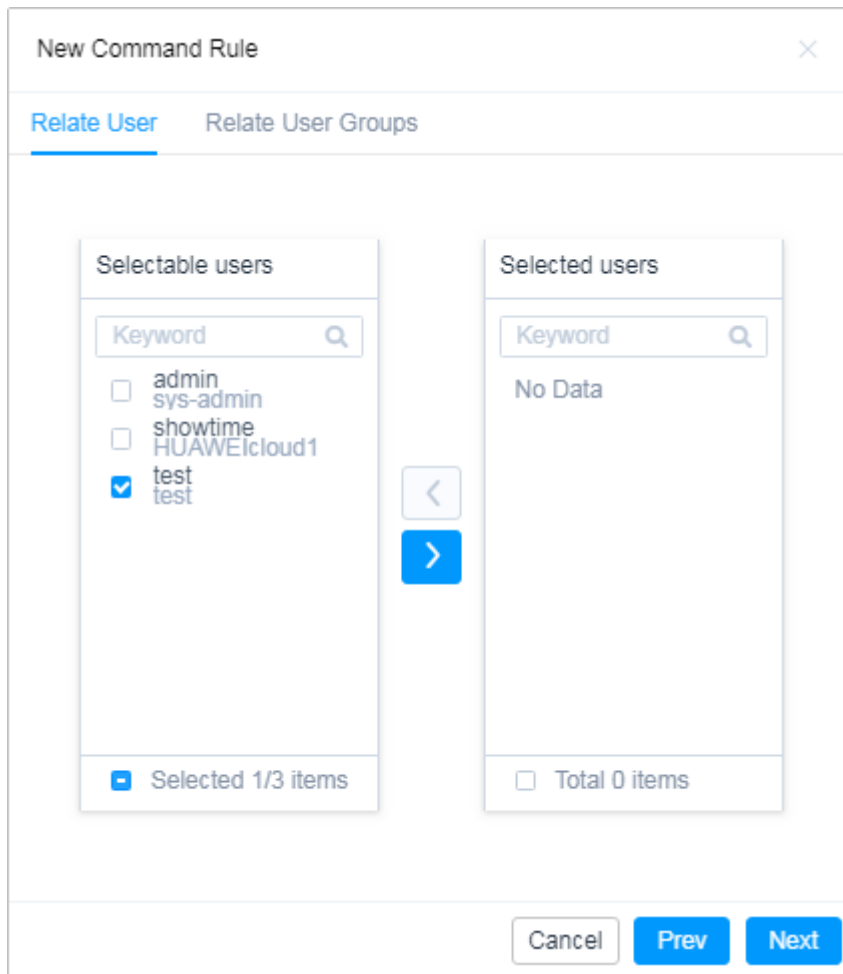 New Command Rule
Relate User
Relate User Groups
Selectable users
Keyword
admin
sys-admin
showtime
HUAWEIcloud1
test
test
Selected 1/3 items
Selected users
Keyword
No Data
Total 0 items
Cancel
Prev
Next